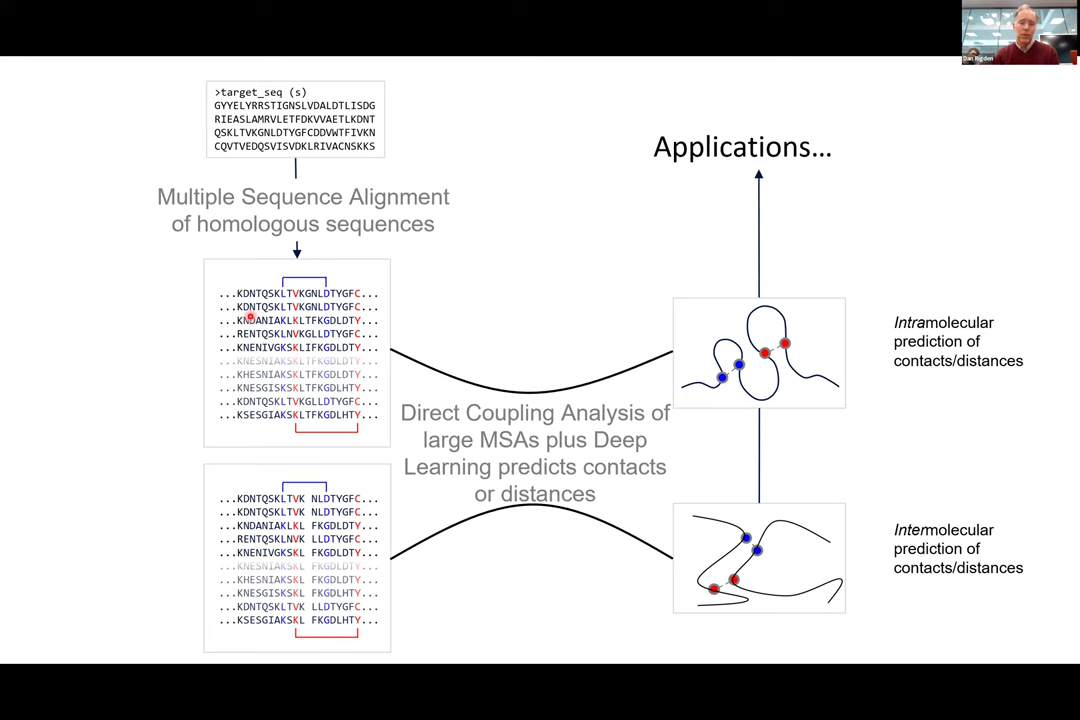 Dan Rigden
>target_seq (s)
GYYELYRRSTIGNSLVDALDTLISDG
RIEASLAMRVLETFDKVVAETLKDNT
QSKLTVKGNLDTYGFCDDVWTFIVKN
CQVTVEDQSVISVDKLRIVACNSKKS
Multiple Sequence Alignment
of homologous sequences
...KDNTQSKLTVKGNLDTYGFC...
...KDNTQSKLTVKGNLDTYGFC...
...KNDANIAKLKLTFKGDLDTY...
...RENTQSKLNVKGLLDTYGFC...
...KNENIVGKSKLIFKGDLDTY...
...KNESNIAKSKLTFKGDLDTY...
...KHESNIAKSKLTFKGDLDTY...
...KNESGISKSKLTFKGDLHTY...
...KDNTQSKLTVKGLLDTYGFC...
...KSESGIAKSKLTFKGDLHTY...
...KDNTQSKLTVK NLDTYGFC...
...KDNTQSKLTVK NLDTYGFC...
...KNDANIAKLKL FKGDLDTY...
...RENTQSKLNVK LLDTYGFC...
...KNENIVGKSKL FKGDLDTY...
...KNESNIAKSKL FKGDLDTY...
...KHESNIAKSKL FKGDLDTY...
...KNESGISKSKL FKGDLHTY...
...KDNTQSKLTVK LLDTYGFC...
...KSESGIAKSKL FKGDLHTY...
Direct Coupling Analysis of
large MSAs plus Deep
Learning predicts contacts
or distances
Applications…
Intramolecular
prediction of
contacts/distances
Intermolecular
prediction of
contacts/distances